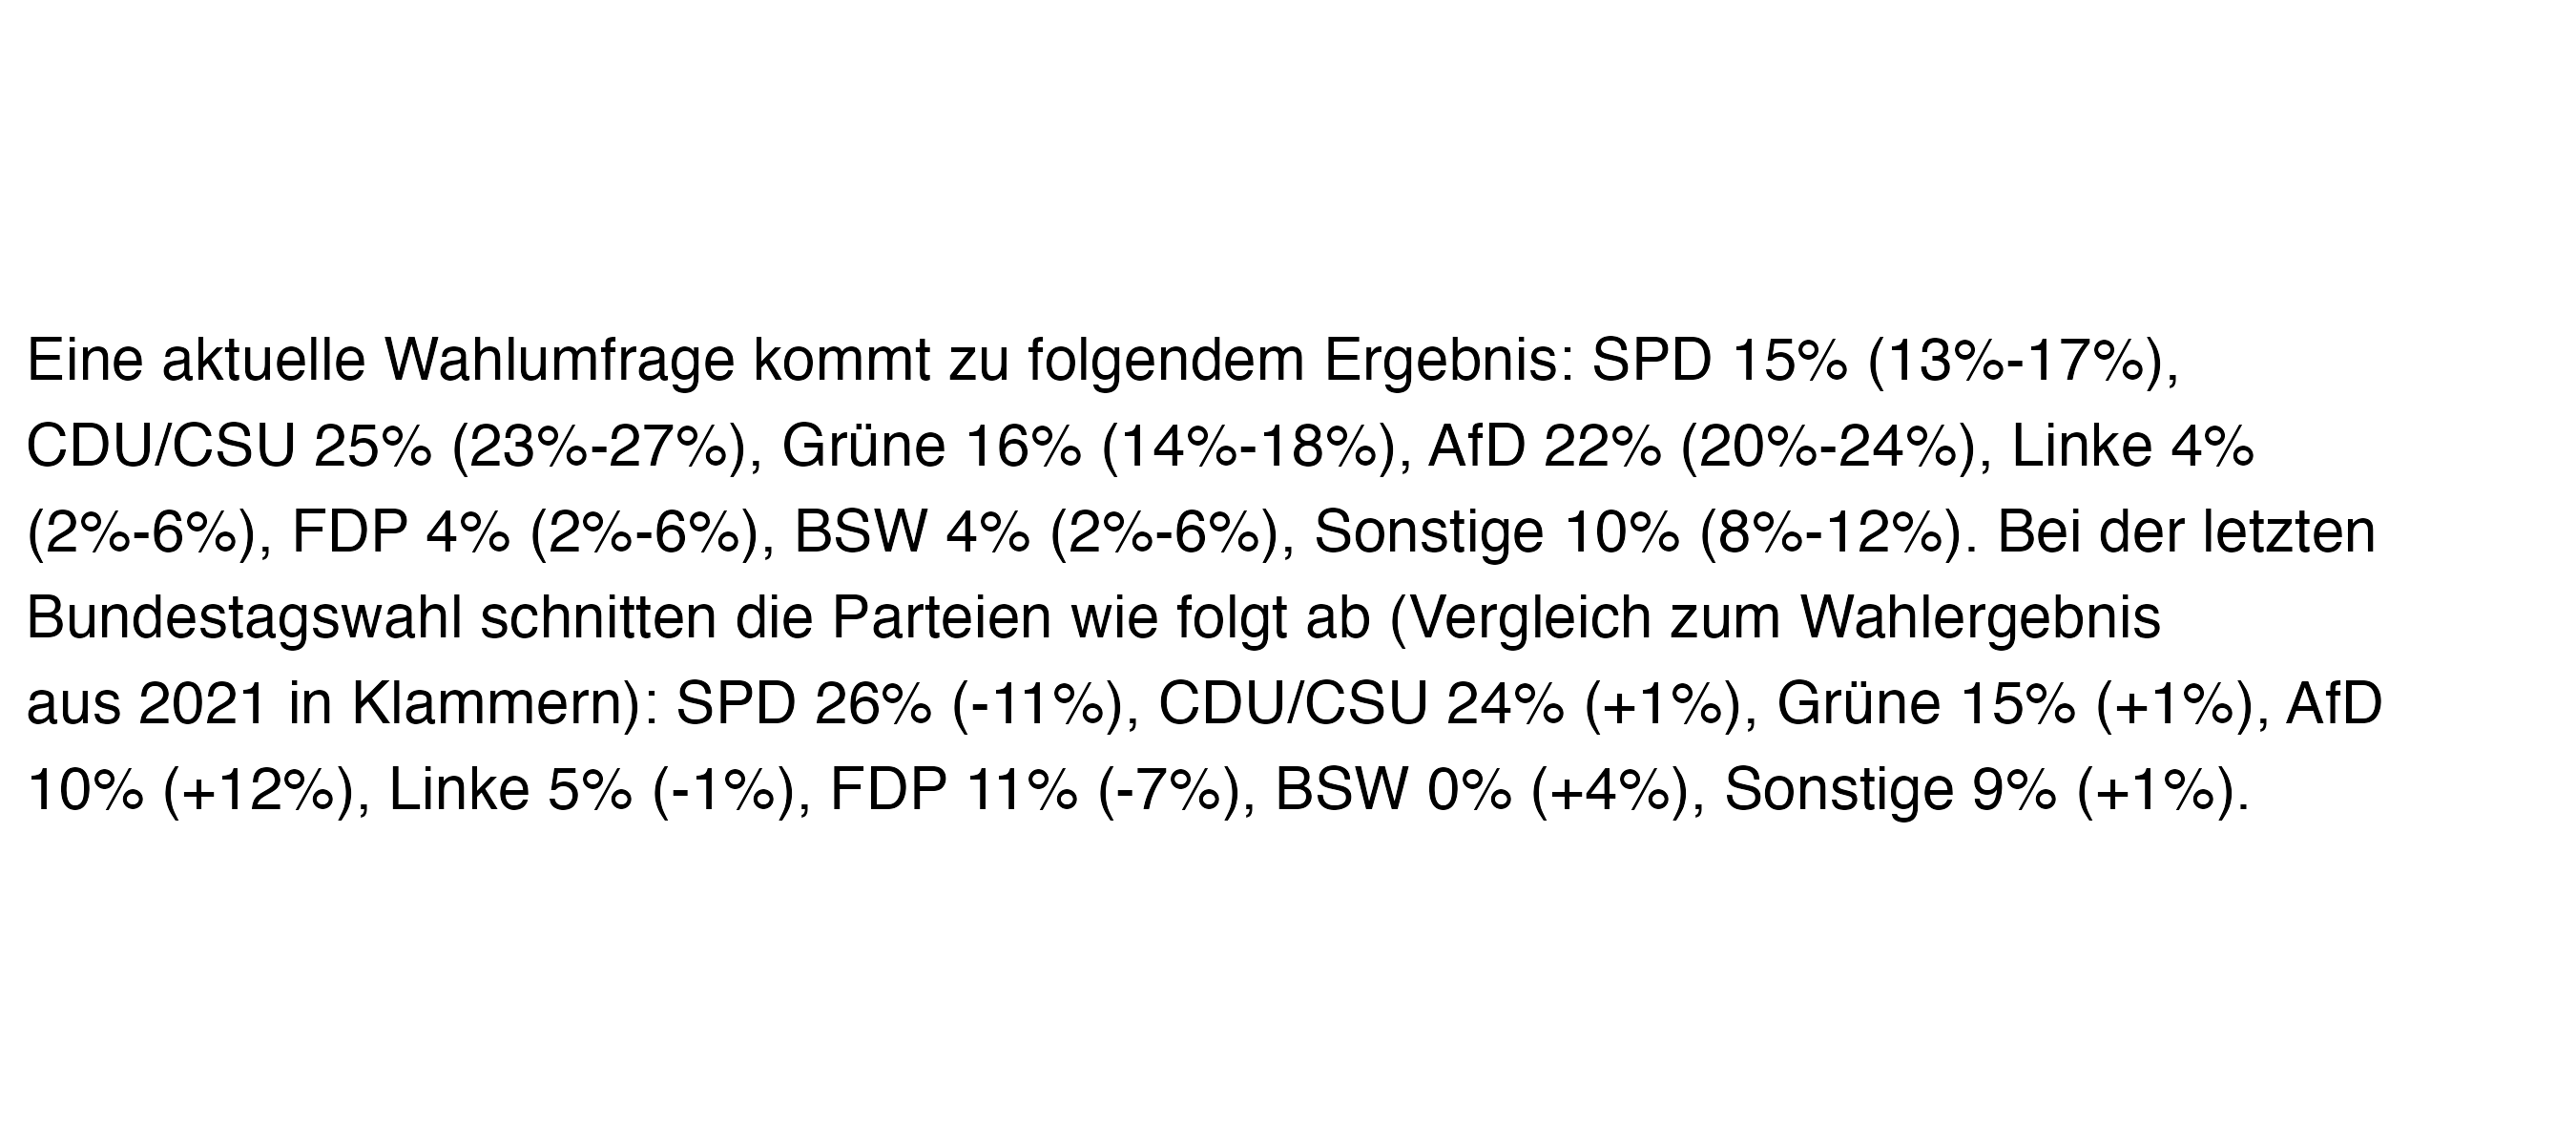 Eine aktuelle Wahlumfrage kommt zu folgendem Ergebnis: SPD 15% (13%-17%),
CDU/CSU 25% (23%-27%), Grüne 16% (14%-18%), AfD 22% (20%-24%), Linke 4%
(2%-6%), FDP 4% (2%-6%), BSW 4% (2%-6%), Sonstige 10% (8%-12%). Bei der letzten
Bundestagswahl schnitten die Parteien wie folgt ab (Vergleich zum Wahlergebnis
aus 2021 in Klammern): SPD 26% (-11%), CDU/CSU 24% (+1%), Grüne 15% (+1%), AfD
10% (+12%), Linke 5% (-1%), FDP 11% (-7%), BSW 0% (+4%), Sonstige 9% (+1%).